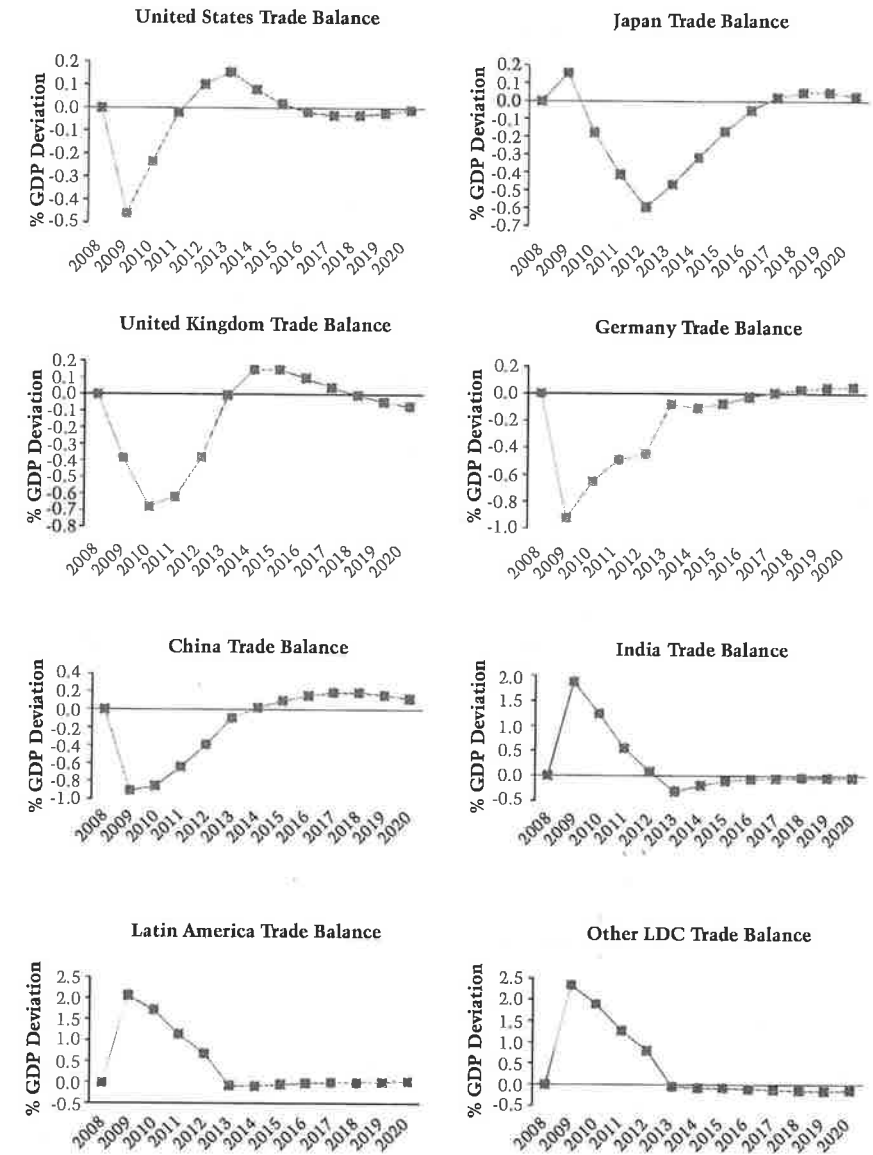 United States Trade Balance
% GDP Deviation
0.2
0.1
0.0
-0.1
-0.2
-0.3
-0.4
-0.5
2008 2009 2010 2011 2012 2013 2014 2015 2016 2017 2018 2019 2020
Japan Trade Balance
% GDP Deviation
0.2
0.1
0.0
-0.1
-0.2
-0.3
-0.4
-0.5
-0.6
-0.7
2008 2009 2010 2011 2012 2013 2014 2015 2016 2017 2018 2019 2020
United Kingdom Trade Balance
% GDP Deviation
0.2
0.1
0.0
-0.1
-0.2
-0.3
-0.4
-0.5
-0.6
-0.7
-0.8
2008 2009 2010 2011 2012 2013 2014 2015 2016 2017 2018 2019 2020
Germany Trade Balance
% GDP Deviation
0.2
0.0
-0.2
-0.4
-0.6
-0.8
-1.0
2008 2009 2010 2011 2012 2013 2014 2015 2016 2017 2018 2019 2020
China Trade Balance
% GDP Deviation
0.4
0.2
0.0
-0.2
-0.4
-0.6
-0.8
-1.0
2008 2009 2010 2011 2012 2013 2014 2015 2016 2017 2018 2019 2020
India Trade Balance
% GDP Deviation
2.0
1.5
1.0
0.5
0.0
-0.5
2008 2009 2010 2011 2012 2013 2014 2015 2016 2017 2018 2019 2020
Latin America Trade Balance
% GDP Deviation
2.5
2.0
1.5
1.0
0.5
0.0
-0.5
2008 2009 2010 2011 2012 2013 2014 2015 2016 2017 2018 2019 2020
Other LDC Trade Balance
% GDP Deviation
2.5
2.0
1.5
1.0
0.5
0.0
-0.5
2008 2009 2010 2011 2012 2013 2014 2015 2016 2017 2018 2019 2020